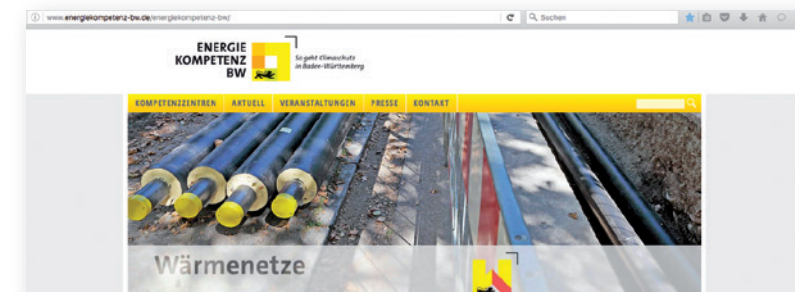 www.energiekompetenz-bw.de/energiekompetenz-bw/
Suchen
ENERGIE
KOMPETENZ
BW
So geht Klimaschutz
in Baden-Württemberg
KOMPETENZZENTREN AKTUELL VERANSTALTUNGEN PRESSE KONTAKT
Wärmenetze